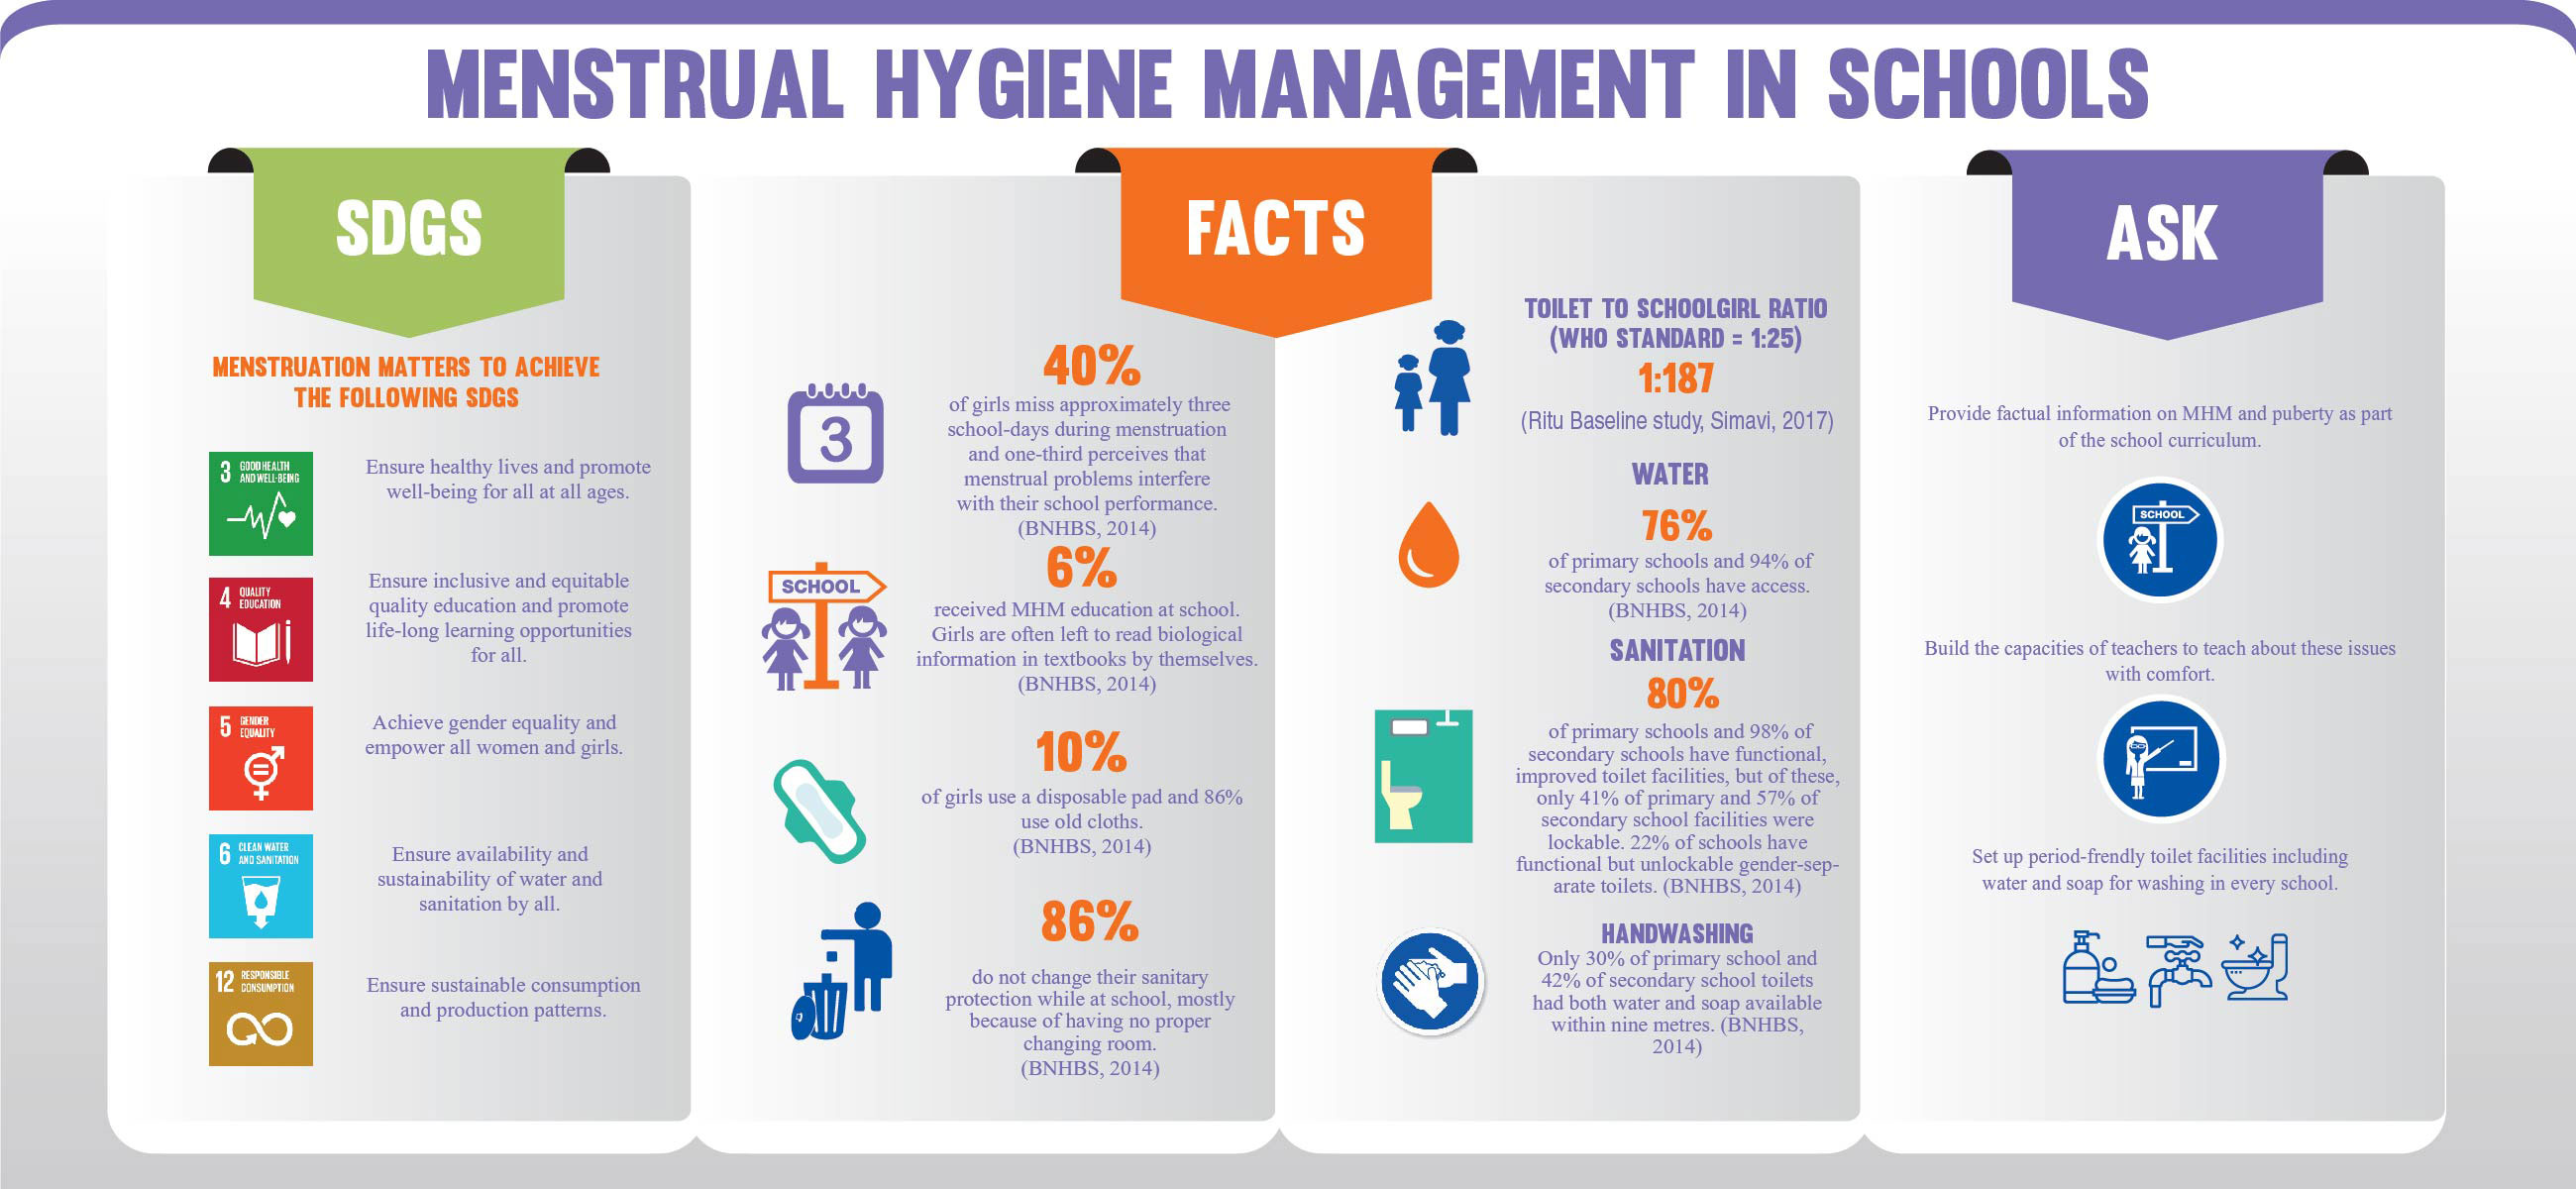 MENSTRUAL HYGIENE MANAGEMENT IN SCHOOLS
SDGS
MENSTRUATION MATTERS TO ACHIEVE
THE FOLLOWING SDGS
3 GOOD HEALTH
AND WELL-BEING
Ensure healthy lives and promote
well-being for all at all ages.
4 QUALITY
EDUCATION
Ensure inclusive and equitable
quality education and promote
life-long learning opportunities
for all.
5 GENDER
EQUALITY
Achieve gender equality and
empower all women and girls.
6 CLEAN WATER
AND SANITATION
Ensure availability and
sustainability of water and
sanitation by all.
12 RESPONSIBLE
CONSUMPTION
Ensure sustainable consumption
and production patterns.
FACTS
3
40%
of girls miss approximately three
school-days during menstruation
and one-third perceives that
menstrual problems interfere
with their school performance.
(BNHBS, 2014)
SCHOOL
6%
received MHM education at school.
Girls are often left to read biological
information in textbooks by themselves.
(BNHBS, 2014)
10%
of girls use a disposable pad and 86%
use old cloths.
(BNHBS, 2014)
86%
do not change their sanitary
protection while at school, mostly
because of having no proper
changing room.
(BNHBS, 2014)
TOILET TO SCHOOLGIRL RATIO
(WHO STANDARD = 1:25)
1:187
(Ritu Baseline study, Simavi, 2017)
WATER
76%
of primary schools and 94% of
secondary schools have access.
(BNHBS, 2014)
SANITATION
80%
of primary schools and 98% of
secondary schools have functional,
improved toilet facilities, but of these,
only 41% of primary and 57% of
secondary school facilities were
lockable. 22% of schools have
functional but unlockable gender-sep-
arate toilets. (BNHBS, 2014)
HANDWASHING
Only 30% of primary school and
42% of secondary school toilets
had both water and soap available
within nine metres. (BNHBS,
2014)
ASK
Provide factual information on MHM and puberty as part
of the school curriculum.
SCHOOL
Build the capacities of teachers to teach about these issues
with comfort.
Set up period-frendly toilet facilities including
water and soap for washing in every school.